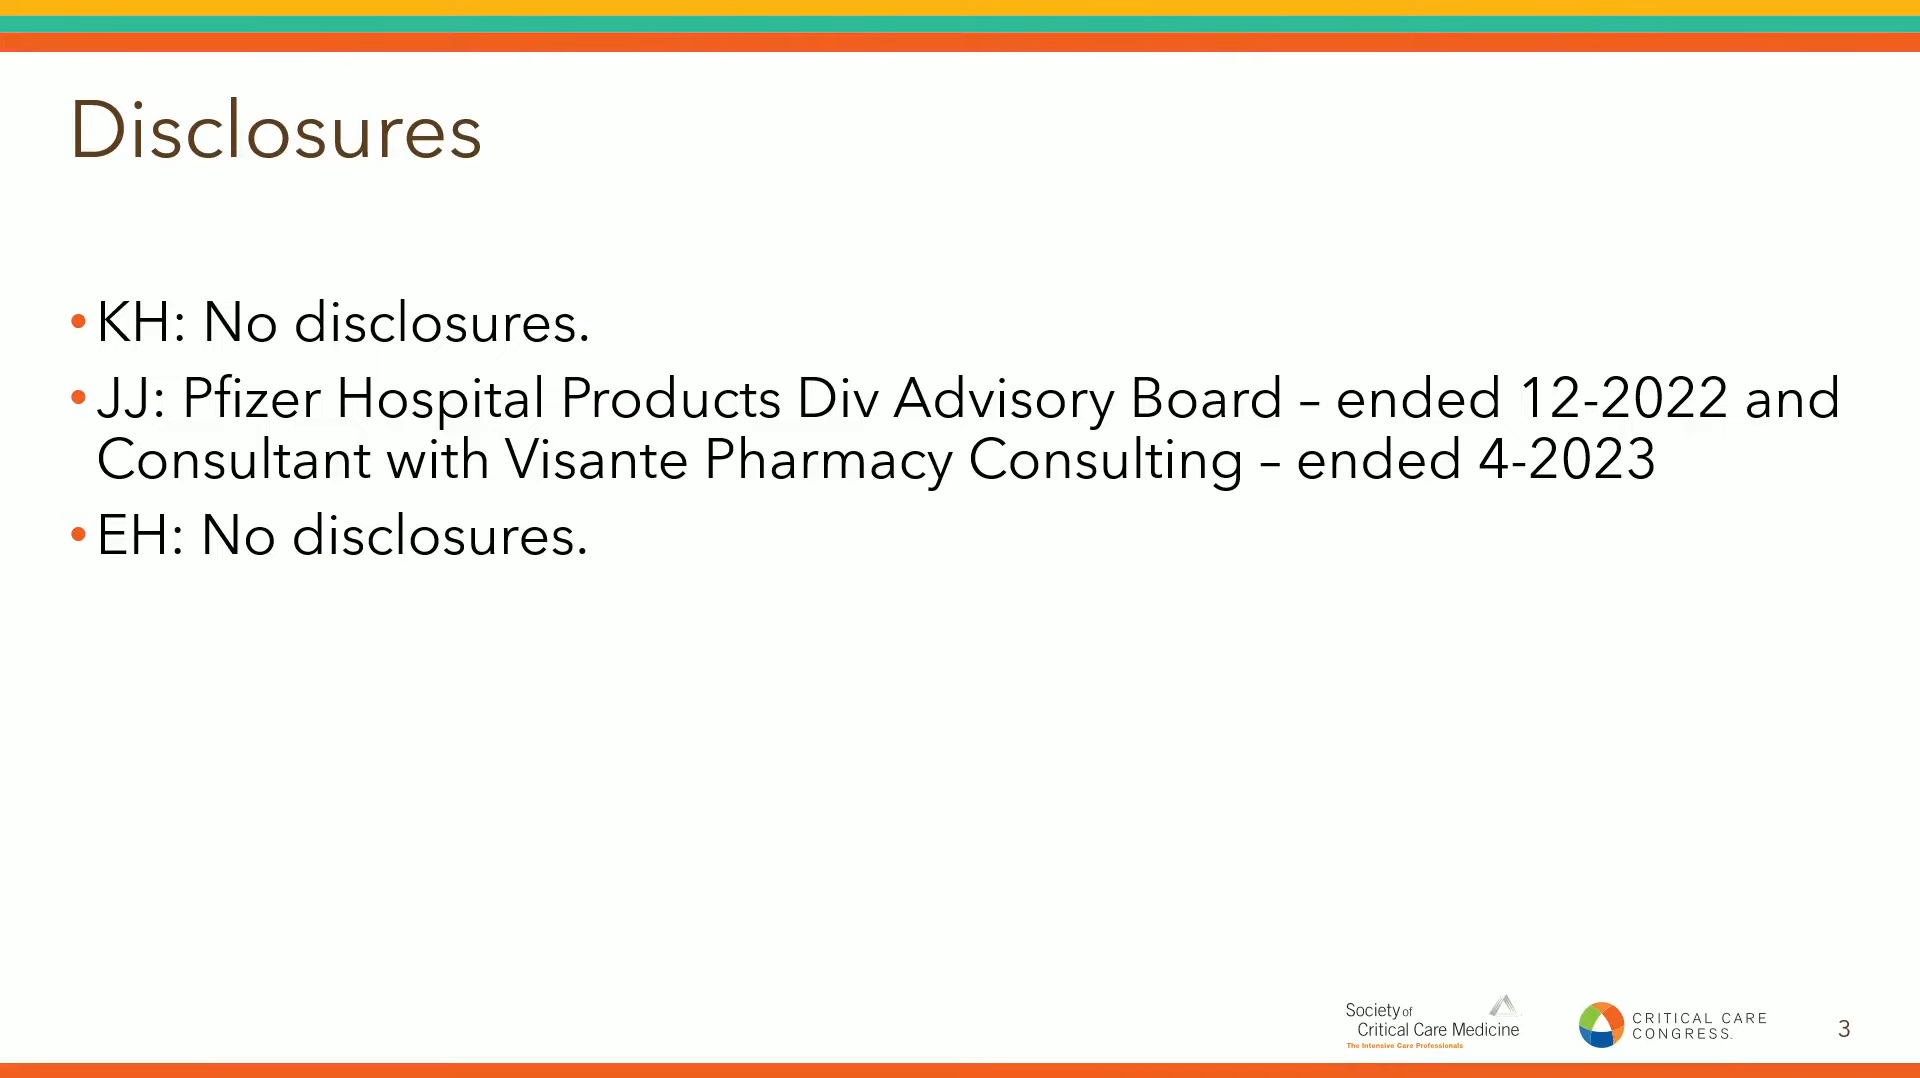 Disclosures
• KH: No disclosures.
• JJ: Pfizer Hospital Products Div Advisory Board – ended 12-2022 and
Consultant with Visante Pharmacy Consulting – ended 4-2023
• EH: No disclosures.
Society of
Critical Care Medicine
The Intensive Care Professionals
CRITICAL CARE
CONGRESS.
3